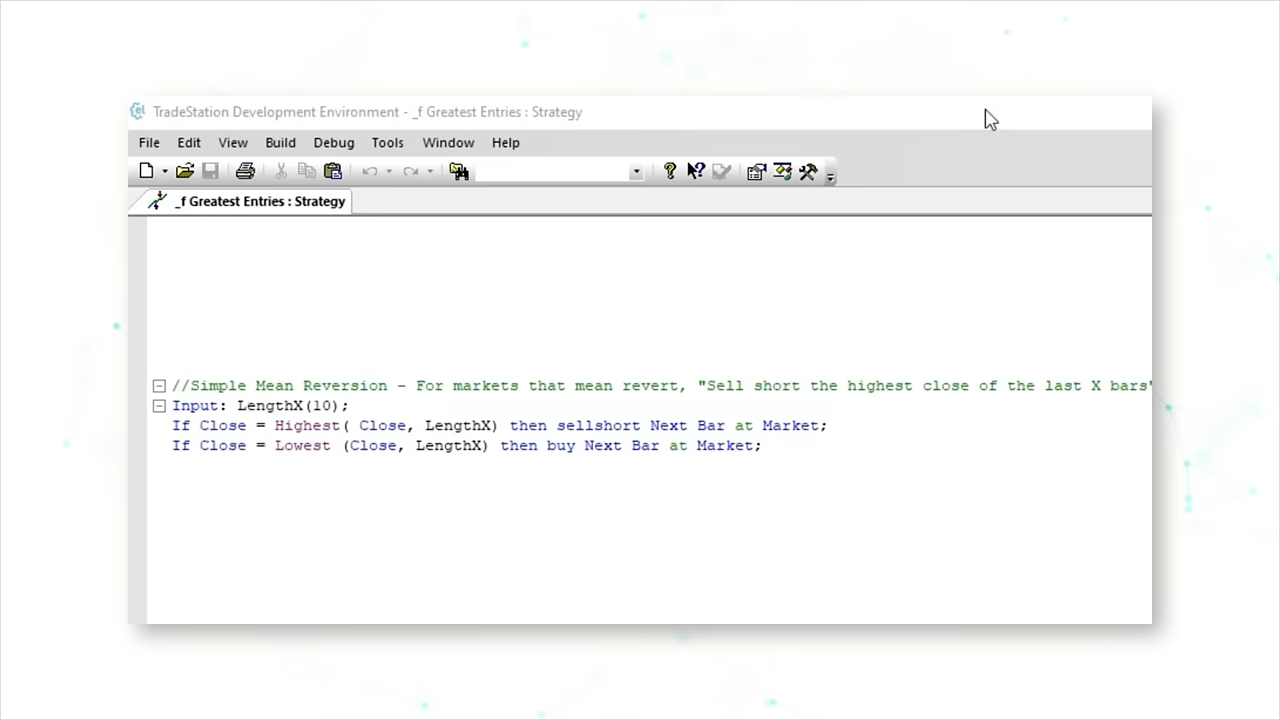 TradeStation Development Environment - _f Greatest Entries : Strategy
File Edit View Build Debug Tools Window Help
_f Greatest Entries : Strategy
//Simple Mean Reversion - For markets that mean revert, "Sell short the highest close of the last X bars"
Input: LengthX(10);
If Close = Highest( Close, LengthX) then sellshort Next Bar at Market;
If Close = Lowest (Close, LengthX) then buy Next Bar at Market;